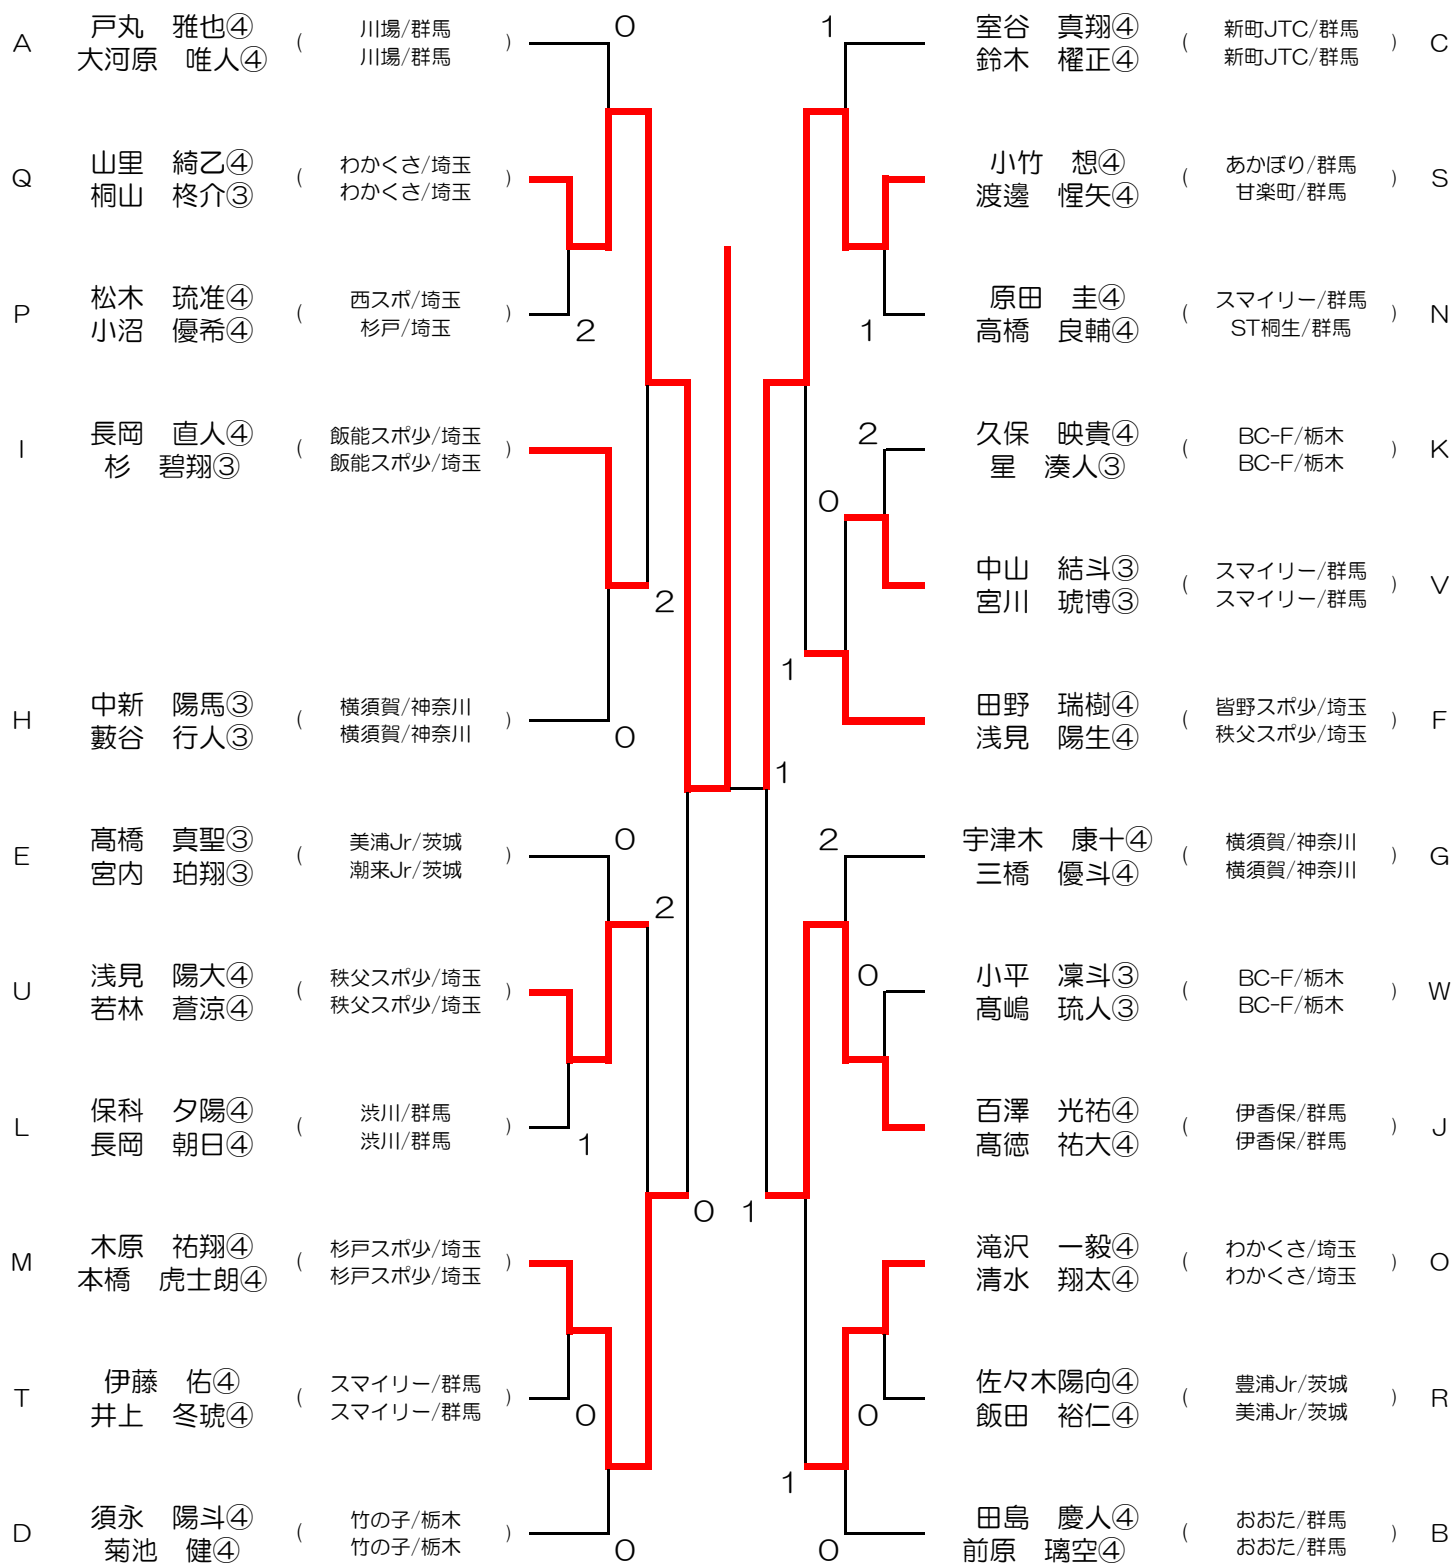 A 戸丸　雅也④ ( 川場/群馬 ) 0
大河原　唯人④ 川場/群馬
Q 山里　綺乙④ ( わかくさ/埼玉 )
桐山　柊介③ わかくさ/埼玉
P 松木　琉准④ ( 西スポ/埼玉 ) 2
小沼　優希④ 杉戸/埼玉
I 長岡　直人④ ( 飯能スポ少/埼玉 )
杉　碧翔③ 飯能スポ少/埼玉
2
H 中新　陽馬③ ( 横須賀/神奈川 ) 0
藪谷　行人③ 横須賀/神奈川
E 髙橋　真聖③ ( 美浦Jr/茨城 ) 0
宮内　珀翔③ 潮来Jr/茨城
2
U 浅見　陽大④ ( 秩父スポ少/埼玉 )
若林　蒼涼④ 秩父スポ少/埼玉
L 保科　夕陽④ ( 渋川/群馬 ) 1
長岡　朝日④ 渋川/群馬
0
M 木原　祐翔④ ( 杉戸スポ少/埼玉 )
本橋　虎士朗④ 杉戸スポ少/埼玉
T 伊藤　佑④ ( スマイリー/群馬 ) 0
井上　冬琥④ スマイリー/群馬
D 須永　陽斗④ ( 竹の子/栃木 ) 0
菊池　健④ 竹の子/栃木
1 室谷　真翔④ ( 新町JTC/群馬 ) C
鈴木　櫂正④ 新町JTC/群馬
小竹　想④ ( あかぼり/群馬 ) S
渡邊　惺矢④ 甘楽町/群馬
1 原田　圭④ ( スマイリー/群馬 ) N
高橋　良輔④ ST桐生/群馬
2 久保　映貴④ ( BC-F/栃木 ) K
星　湊人③ BC-F/栃木
0
中山　結斗③ ( スマイリー/群馬 ) V
宮川　琥博③ スマイリー/群馬
1
田野　瑞樹④ ( 皆野スポ少/埼玉 ) F
浅見　陽生④ 秩父スポ少/埼玉
1
2 宇津木　康十④ ( 横須賀/神奈川 ) G
三橋　優斗④ 横須賀/神奈川
0 小平　凜斗③ ( BC-F/栃木 ) W
髙嶋　琉人③ BC-F/栃木
百澤　光祐④ ( 伊香保/群馬 ) J
髙徳　祐大④ 伊香保/群馬
1
滝沢　一毅④ ( わかくさ/埼玉 ) O
清水　翔太④ わかくさ/埼玉
0 佐々木陽向④ ( 豊浦Jr/茨城 ) R
飯田　裕仁④ 美浦Jr/茨城
1
0 田島　慶人④ ( おおた/群馬 ) B
前原　璃空④ おおた/群馬